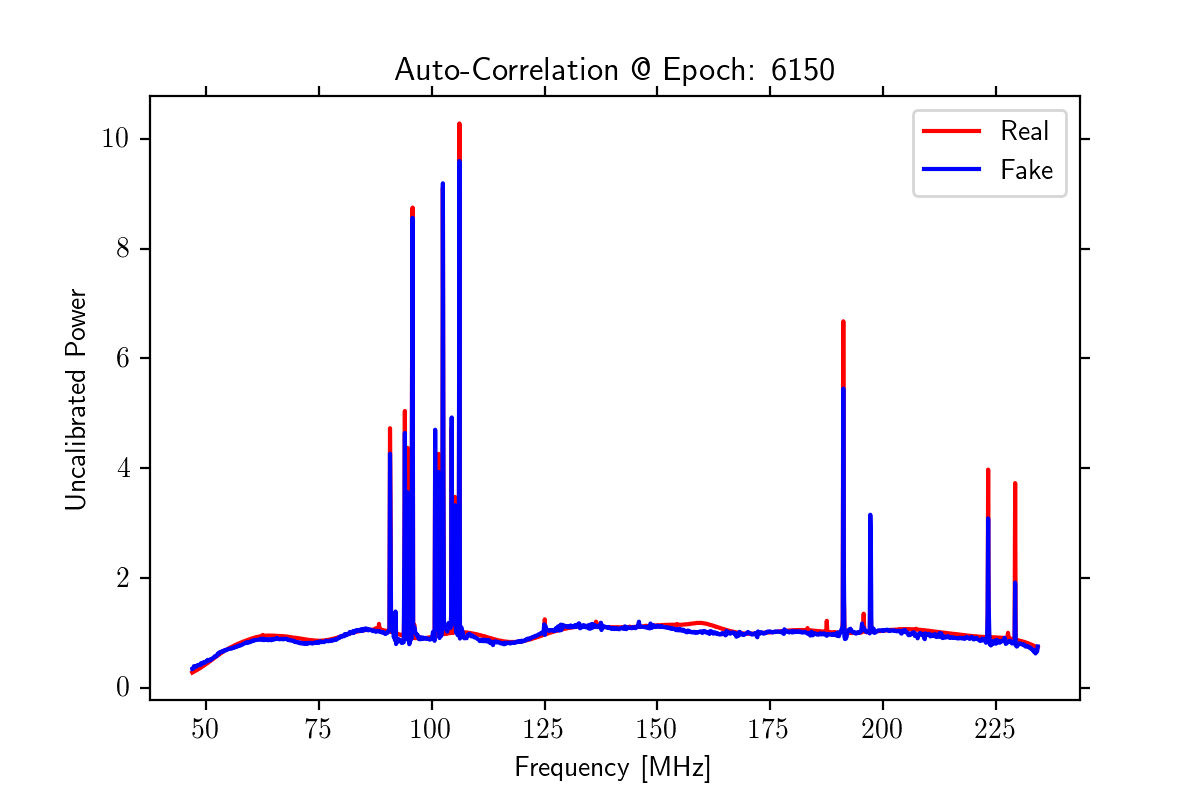 Auto-Correlation @ Epoch: 6150
Real
Fake
10
8
6
4
2
0
Uncalibrated Power
50 75 100 125 150 175 200 225
Frequency [MHz]